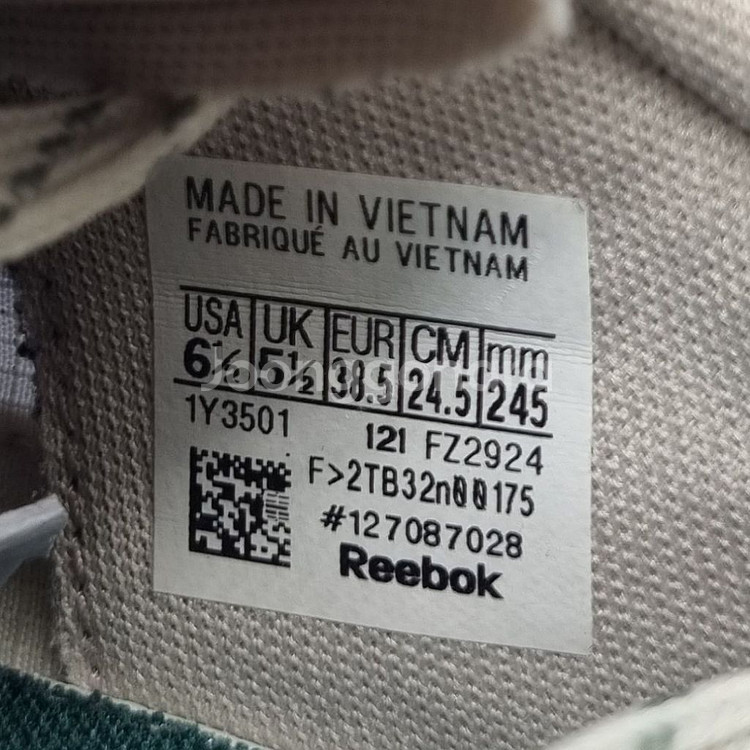 MADE IN VIETNAM
FABRIQUÉ AU VIETNAM
USA UK EUR CM mm
6½ 5½ 38.5 24.5 245
1Y3501 121 FZ2924
F>2TB32n00175
#127087028
Reebok